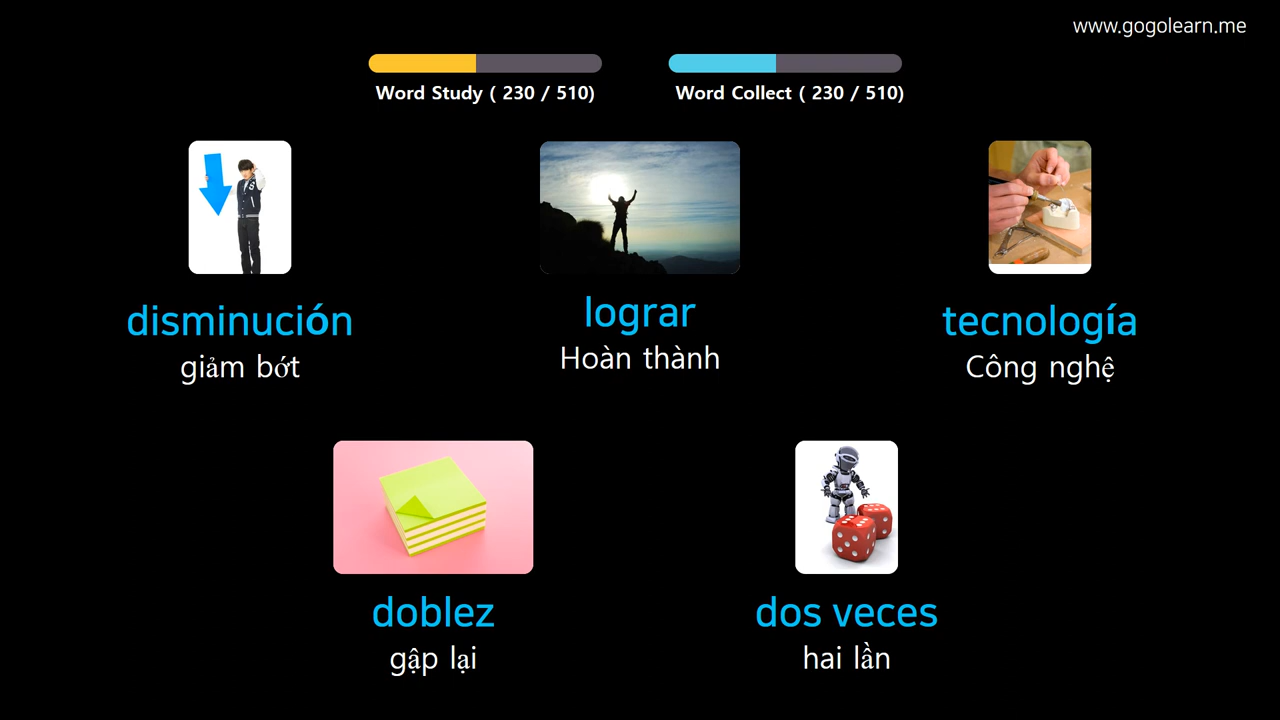 www.gogolearn.me
Word Study ( 230 / 510)
Word Collect ( 230 / 510)
disminución
giảm bớt
lograr
Hoàn thành
tecnología
Công nghệ
doblez
gập lại
dos veces
hai lần